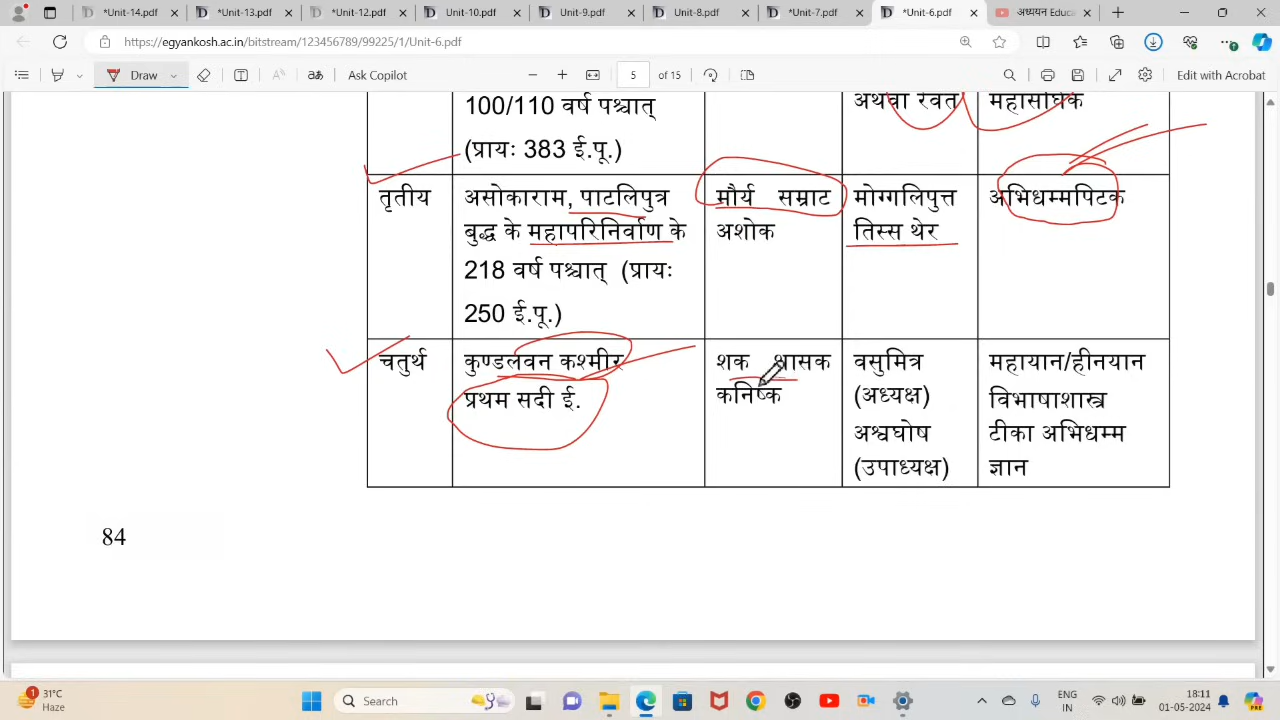 *Unit-14.pdf
*Unit-13.pdf
*Unit-12.pdf
Unit-10.pdf
Unit-9.pdf
Unit-8.pdf
*Unit-7.pdf
*Unit-6.pdf
अध्ययन Educa
https://egyankosh.ac.in/bitstream/123456789/99225/1/Unit-6.pdf
Draw
Ask Copilot
5 of 15
Edit with Acrobat
100/110 वर्ष पश्चात्
(प्रायः 383 ई.पू.)
अथवा रेवत
महासंघिक
तृतीय
असोकाराम, पाटलिपुत्र
बुद्ध के महापरिनिर्वाण के
218 वर्ष पश्चात् (प्रायः
250 ई.पू.)
मौर्य सम्राट
अशोक
मोग्गलिपुत्त
तिस्स थेर
अभिधम्मपिटक
चतुर्थ
कुण्डलवन कश्मीर
प्रथम सदी ई.
शक शासक
कनिष्क
वसुमित्र
(अध्यक्ष)
अश्वघोष
(उपाध्यक्ष)
महायान/हीनयान
विभाषाशास्त्र
टीका अभिधम्म
ज्ञान
84
1
31°C
Haze
Search
ENG
IN
18:11
01-05-2024